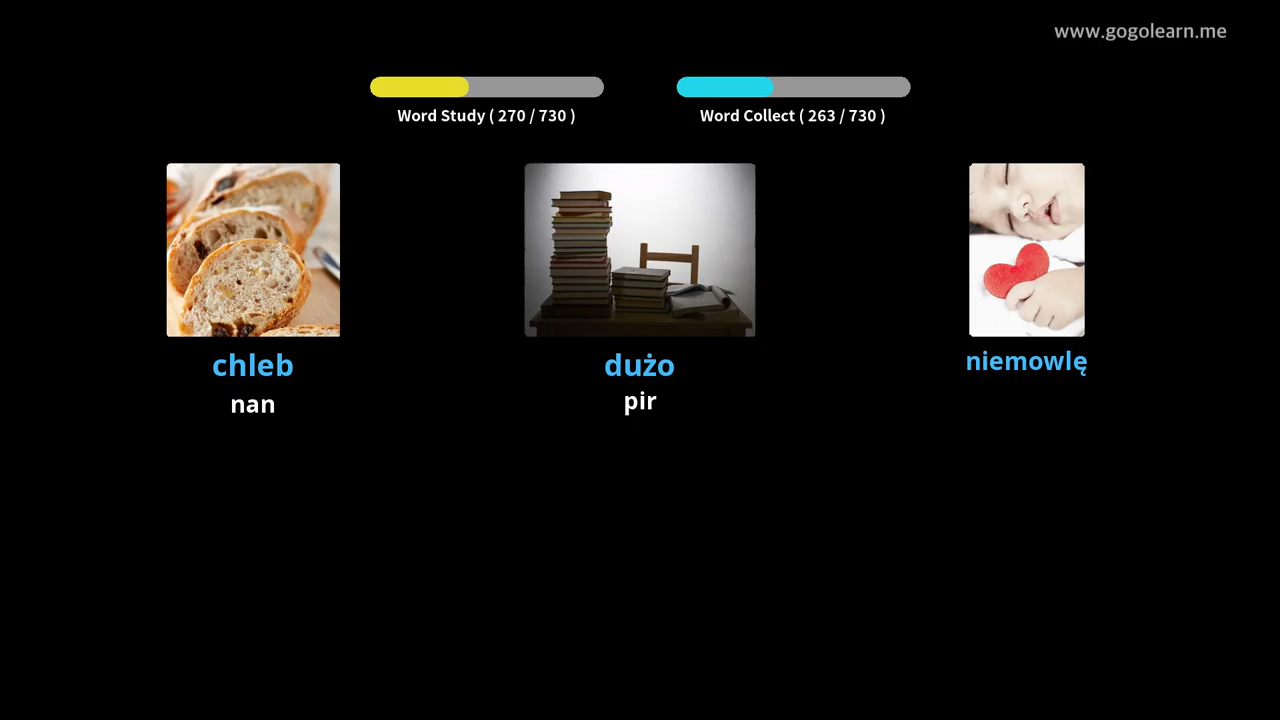 www.gogolearn.me
Word Study ( 270 / 730 )
Word Collect ( 263 / 730 )
chleb
nan
dużo
pir
niemowlę